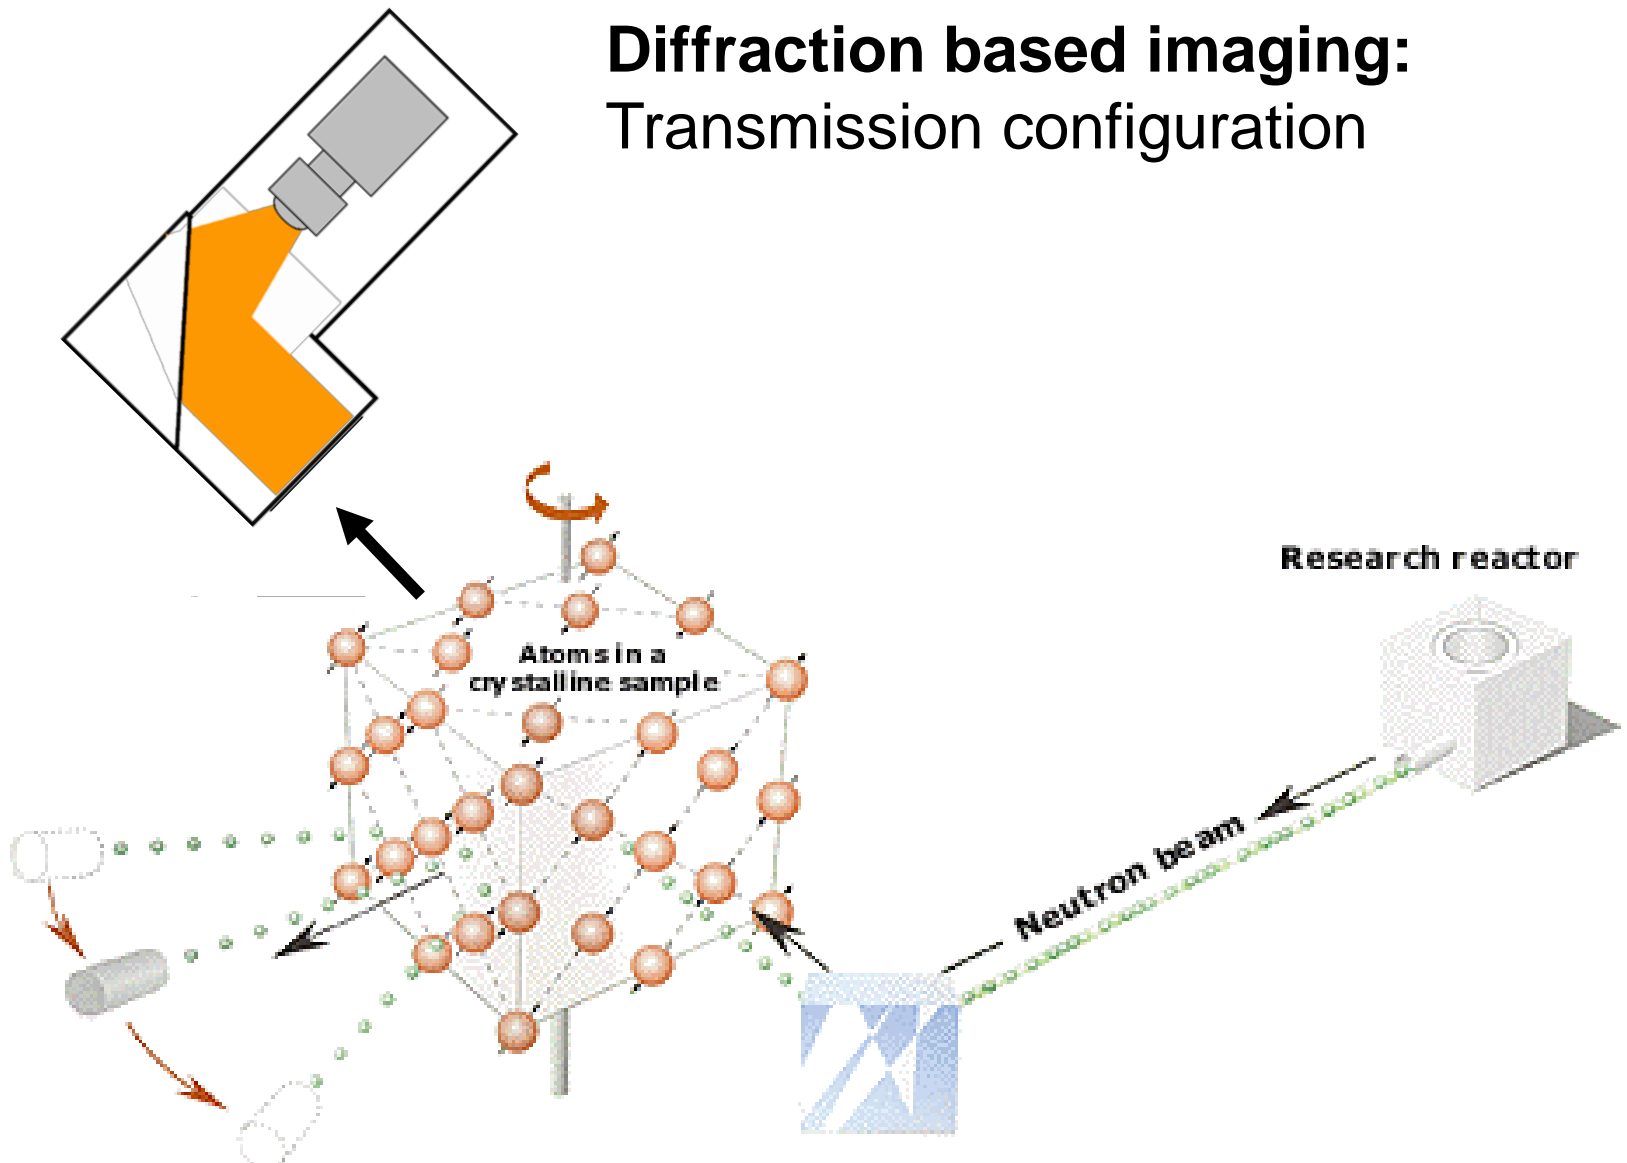 Diffraction based imaging:
Transmission configuration
Research reactor
Atoms in a
crystalline sample
Neutron beam